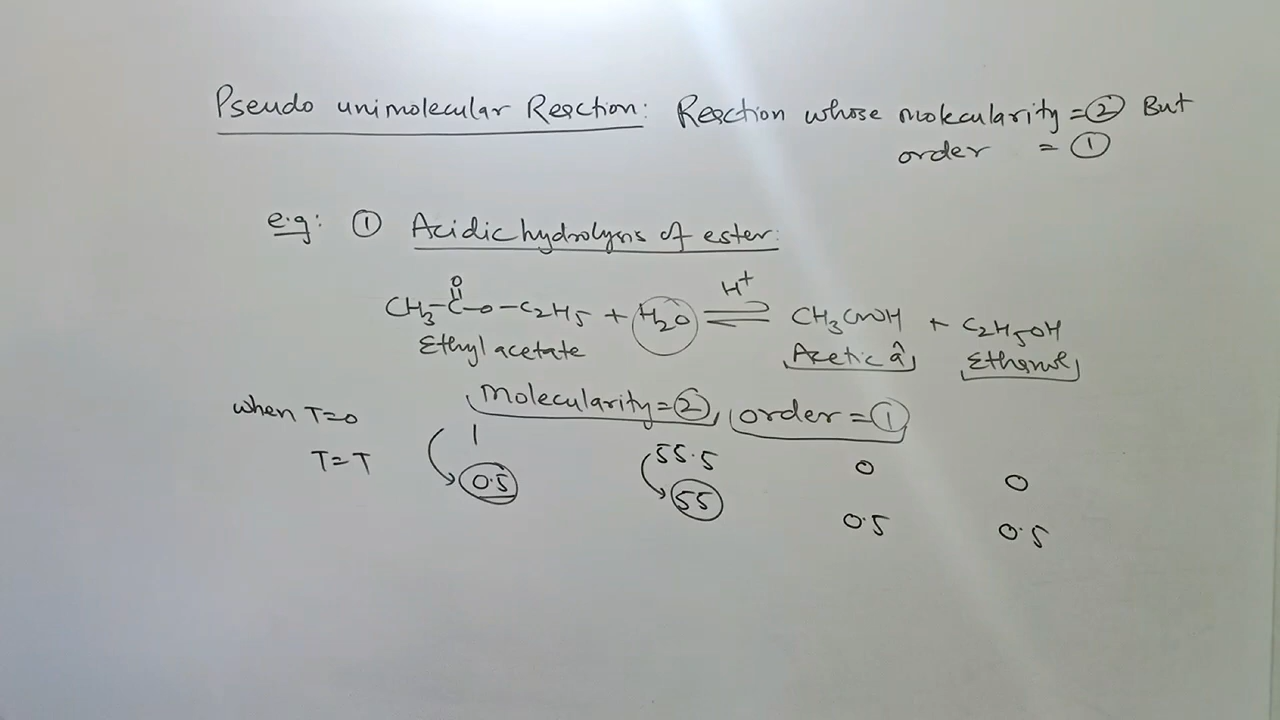 Pseudo unimolecular Reaction: Reaction whose molecularity = ② But
order = ①
e.g: ① Acidic hydrolysis of ester:
O
CH3-C-O-C2H5 + H2O ⇌ H+ CH3COOH + C2H5OH
Ethyl acetate Acetic â Ethanol
molecularity=②, order=①
when T=0 1 55.5 0 0
T=T 0.5 55 0.5 0.5